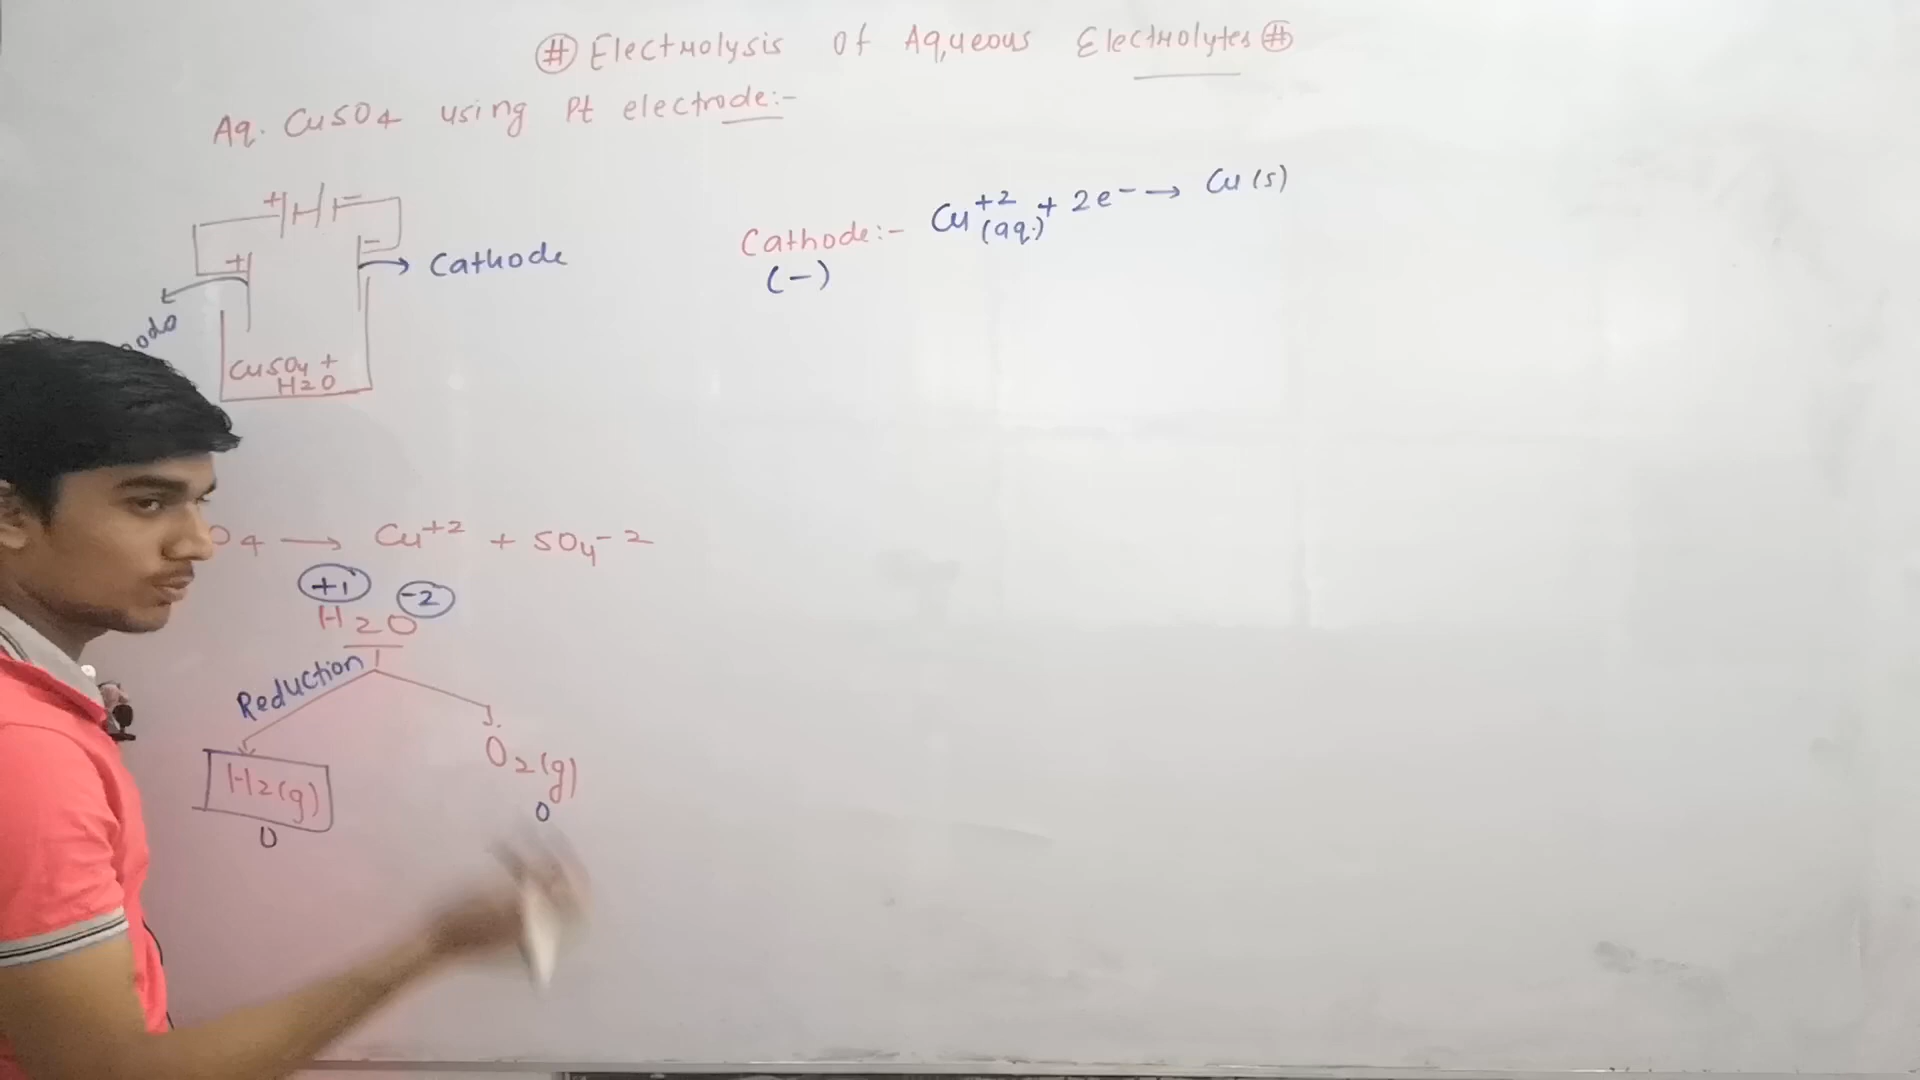 # Electrolysis of Aqueous Electrolytes #
Aq. CuSO4 using Pt electrode:-
+ -
+ -
Cathode
CuSO4 +
H2O
Cathode:- Cu+2(aq.) + 2e- → Cu(s)
(-)
O4 → Cu+2 + SO4-2
+1 -2
H2O
Reduction
H2(g) O2(g)
0 0